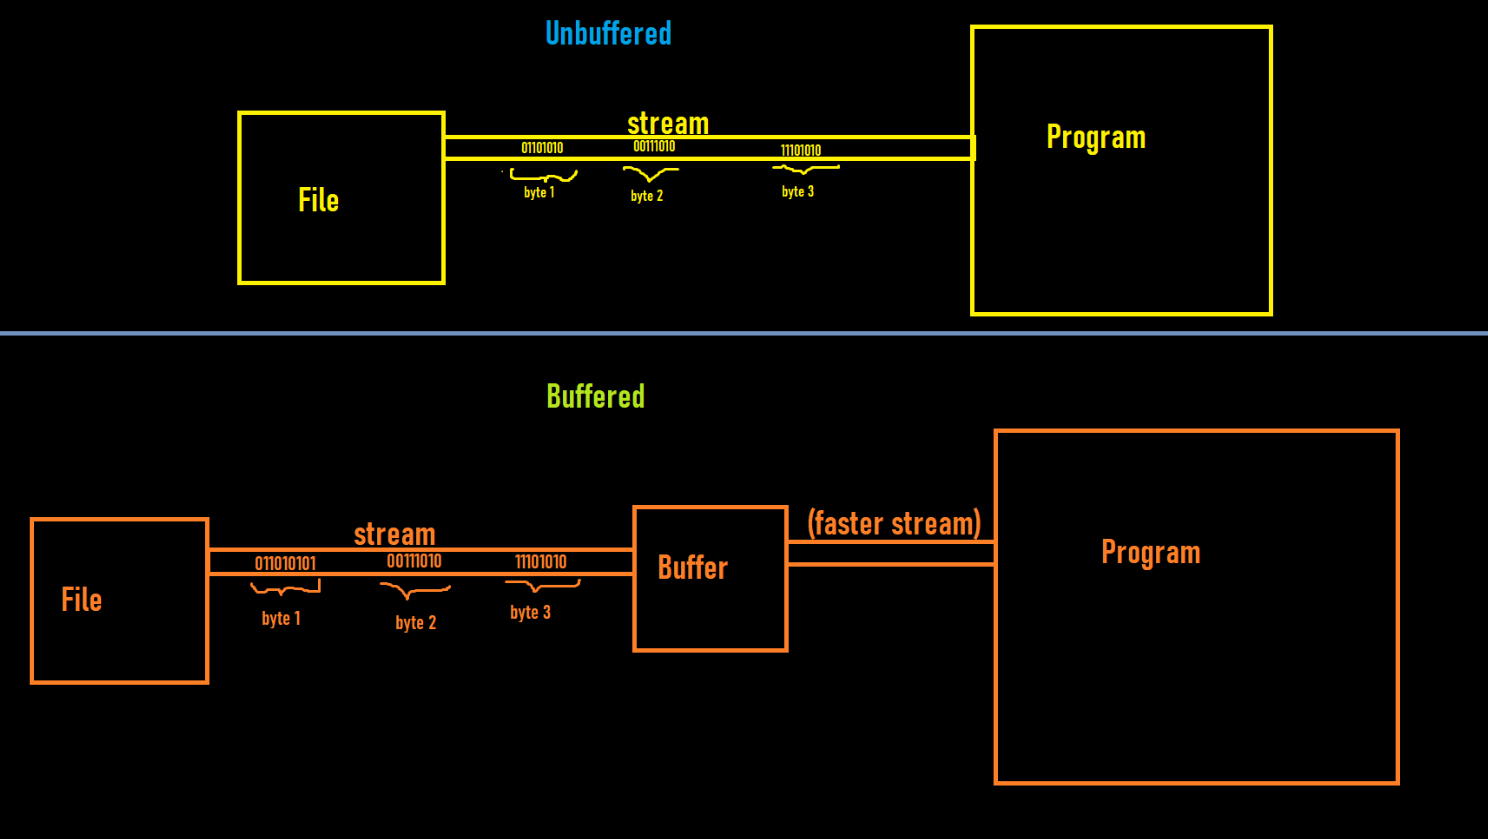 Unbuffered
stream
Program
01101010 00111010 11101010
File
byte 1 byte 2 byte 3
Buffered
stream
(faster stream)
011010101 00111010 11101010
Buffer
Program
File
byte 1 byte 2 byte 3